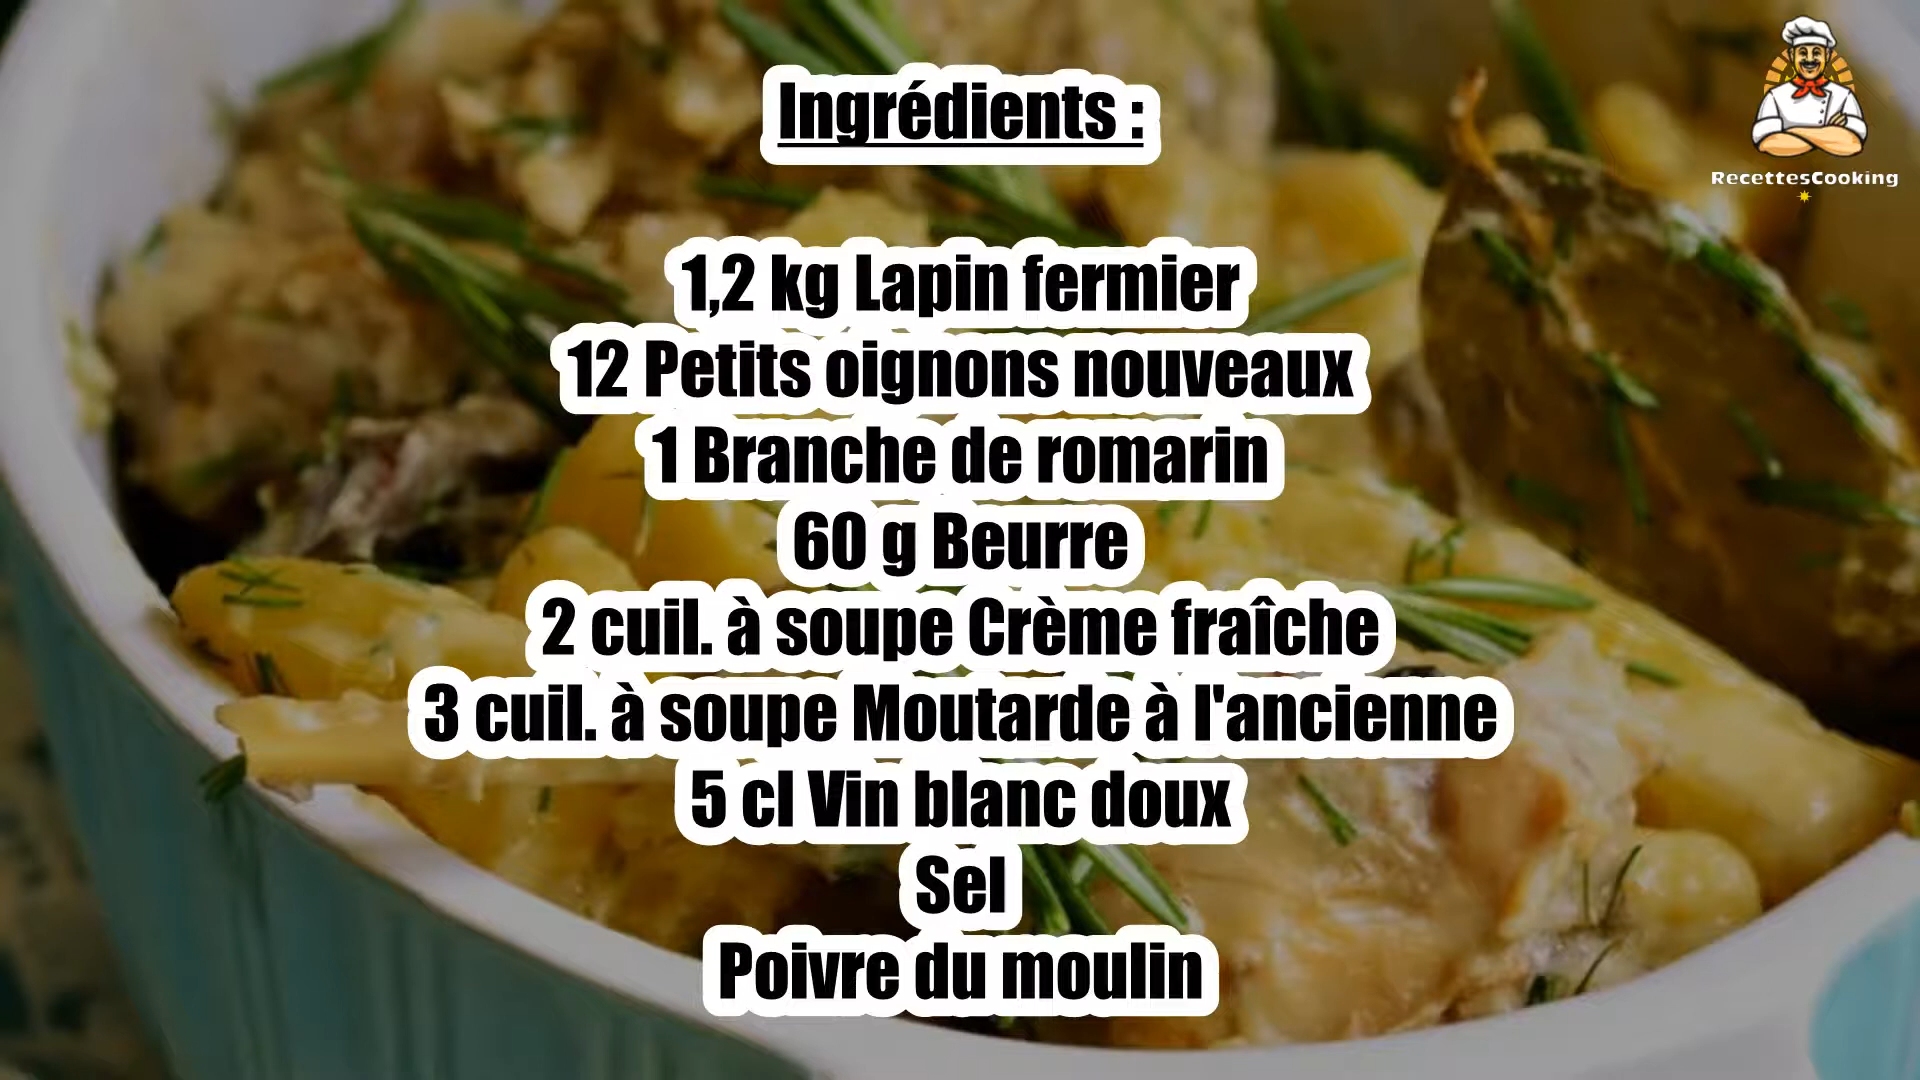 Ingrédients :
RecettesCooking
1,2 kg Lapin fermier
12 Petits oignons nouveaux
1 Branche de romarin
60 g Beurre
2 cuil. à soupe Crème fraîche
3 cuil. à soupe Moutarde à l'ancienne
5 cl Vin blanc doux
Sel
Poivre du moulin